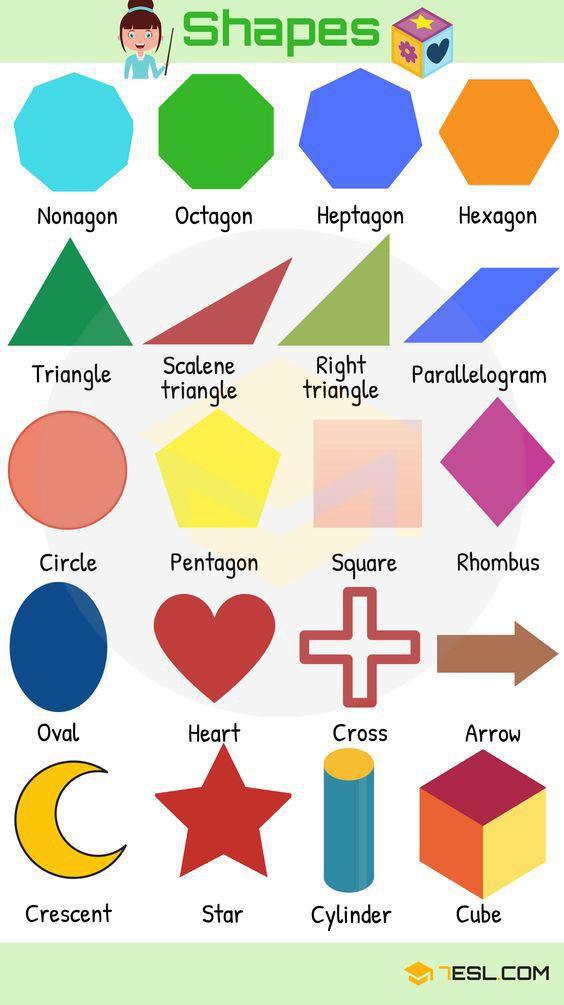 Shapes
Nonagon
Octagon
Heptagon
Hexagon
Triangle
Scalene
triangle
Right
triangle
Parallelogram
Circle
Pentagon
Square
Rhombus
Oval
Heart
Cross
Arrow
Crescent
Star
Cylinder
Cube
7ESL.COM